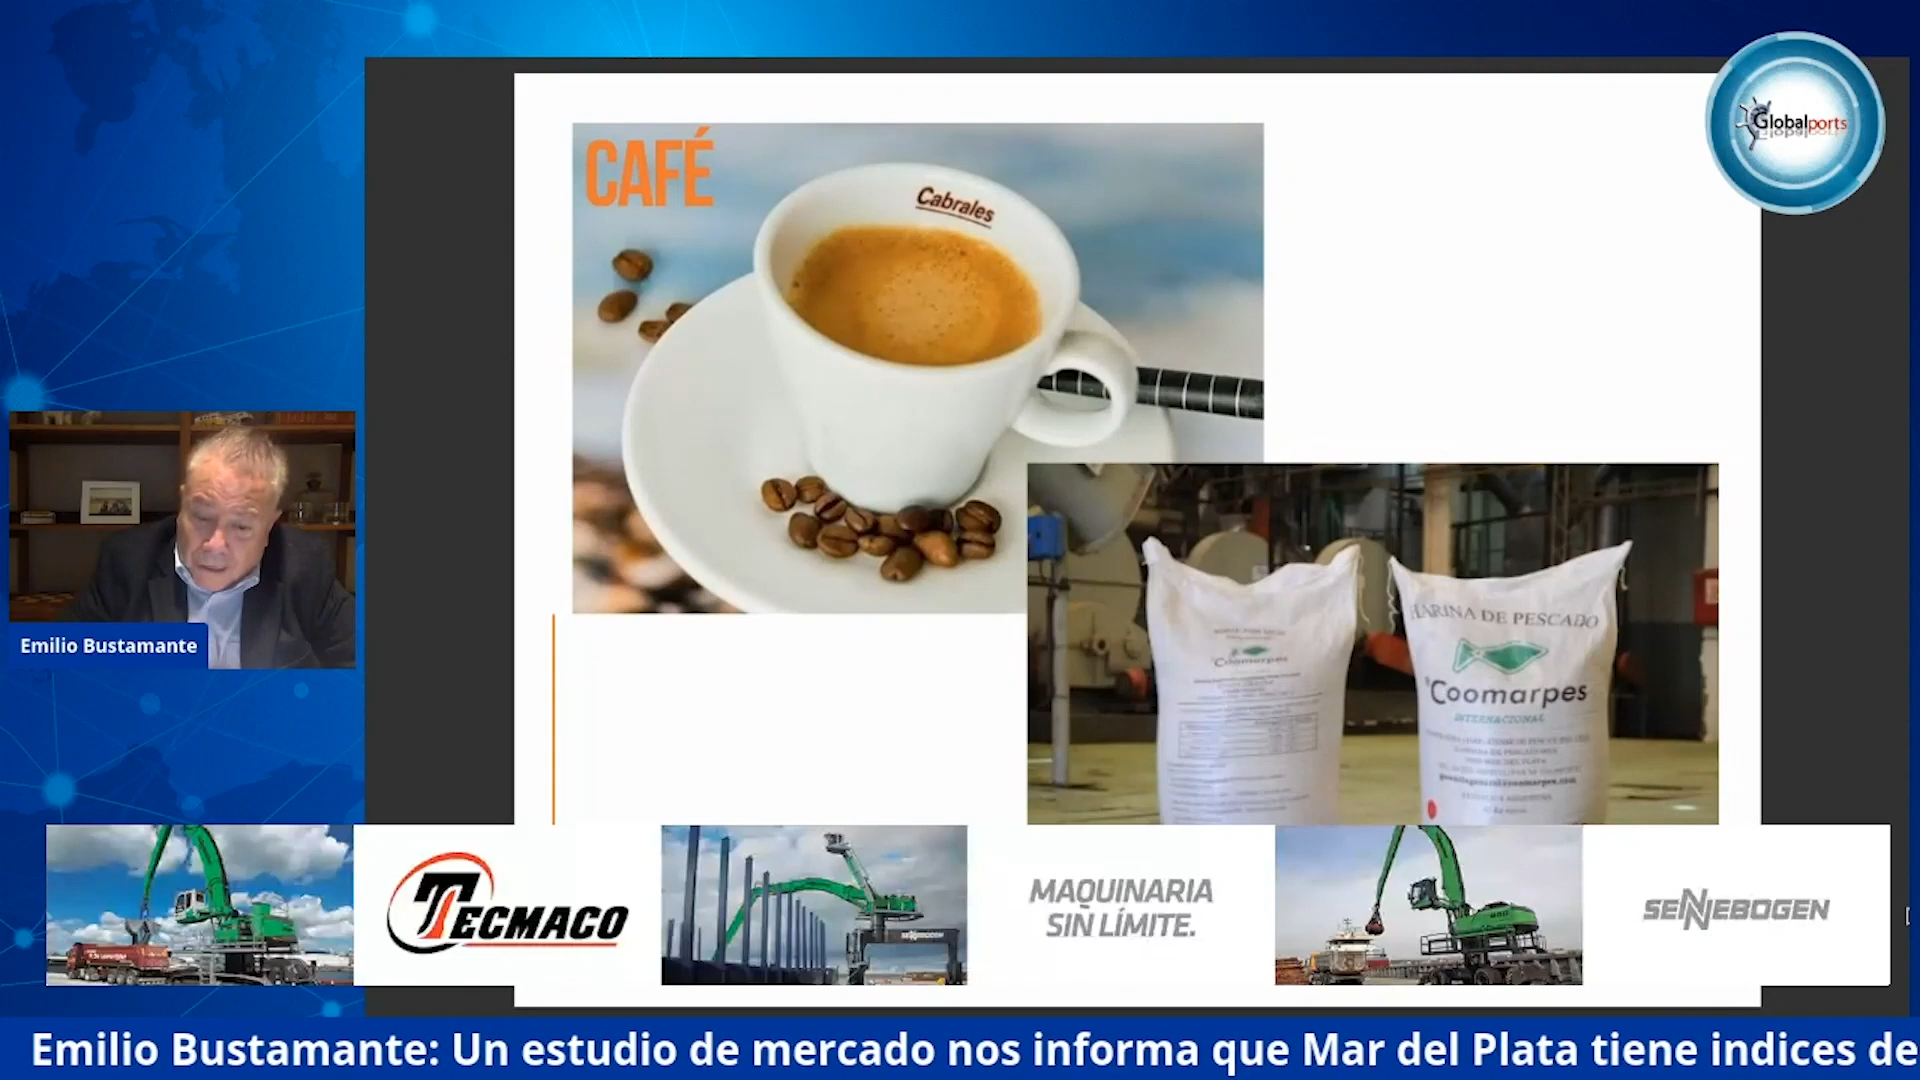 Globalports
CAFÉ
Cabrales
HARINA DE PESCADO
Coomarpes
Coomarpes
INTERNACIONAL
Emilio Bustamante
TECMACO
SENNEBOGEN
MAQUINARIA
SIN LÍMITE.
SENNEBOGEN
Emilio Bustamante: Un estudio de mercado nos informa que Mar del Plata tiene indices de